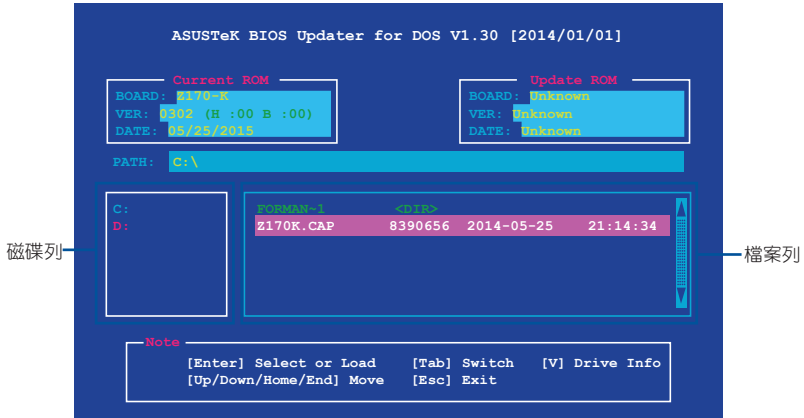 ASUSTeK BIOS Updater for DOS V1.30 [2014/01/01]
Current ROM
BOARD: Z170-K
VER: 0302 (H :00 B :00)
DATE: 05/25/2015
Update ROM
BOARD: Unknown
VER: Unknown
DATE: Unknown
PATH: C:\
C:
D:
FORMAN~1 <DIR>
Z170K.CAP 8390656 2014-05-25 21:14:34
磁碟列
檔案列
Note
[Enter] Select or Load [Tab] Switch [V] Drive Info
[Up/Down/Home/End] Move [Esc] Exit